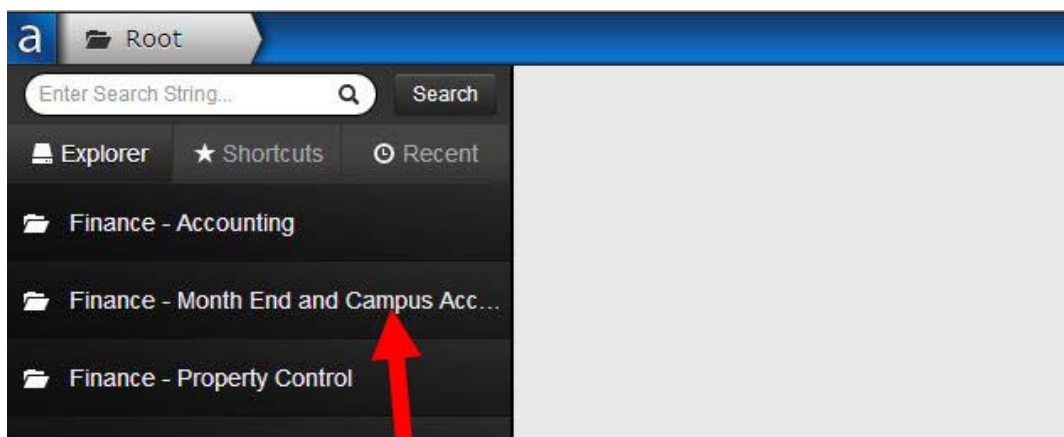 a Root
Enter Search String... Search
Explorer Shortcuts Recent
Finance - Accounting
Finance - Month End and Campus Acc...
Finance - Property Control